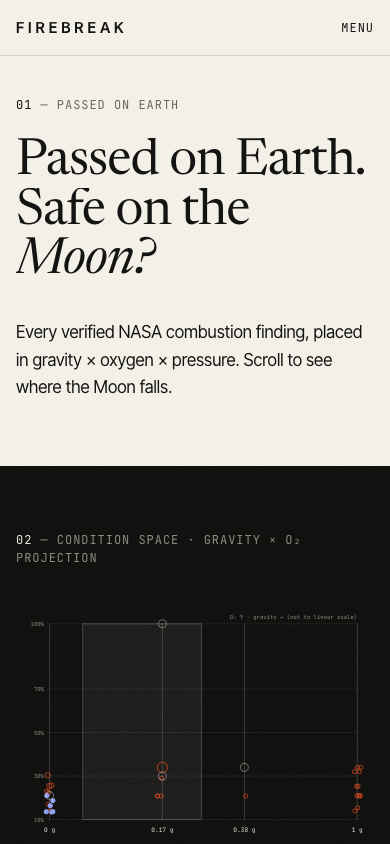 FIREBREAK
MENU
01 — PASSED ON EARTH
Passed on Earth.
Safe on the
Moon?
Every verified NASA combustion finding, placed
in gravity × oxygen × pressure. Scroll to see
where the Moon falls.
02 — CONDITION SPACE · GRAVITY × O₂
PROJECTION
O₂ ↑ · gravity → (not to linear scale)
100%
70%
50%
30%
10%
0 g
0.17 g
0.38 g
1 g